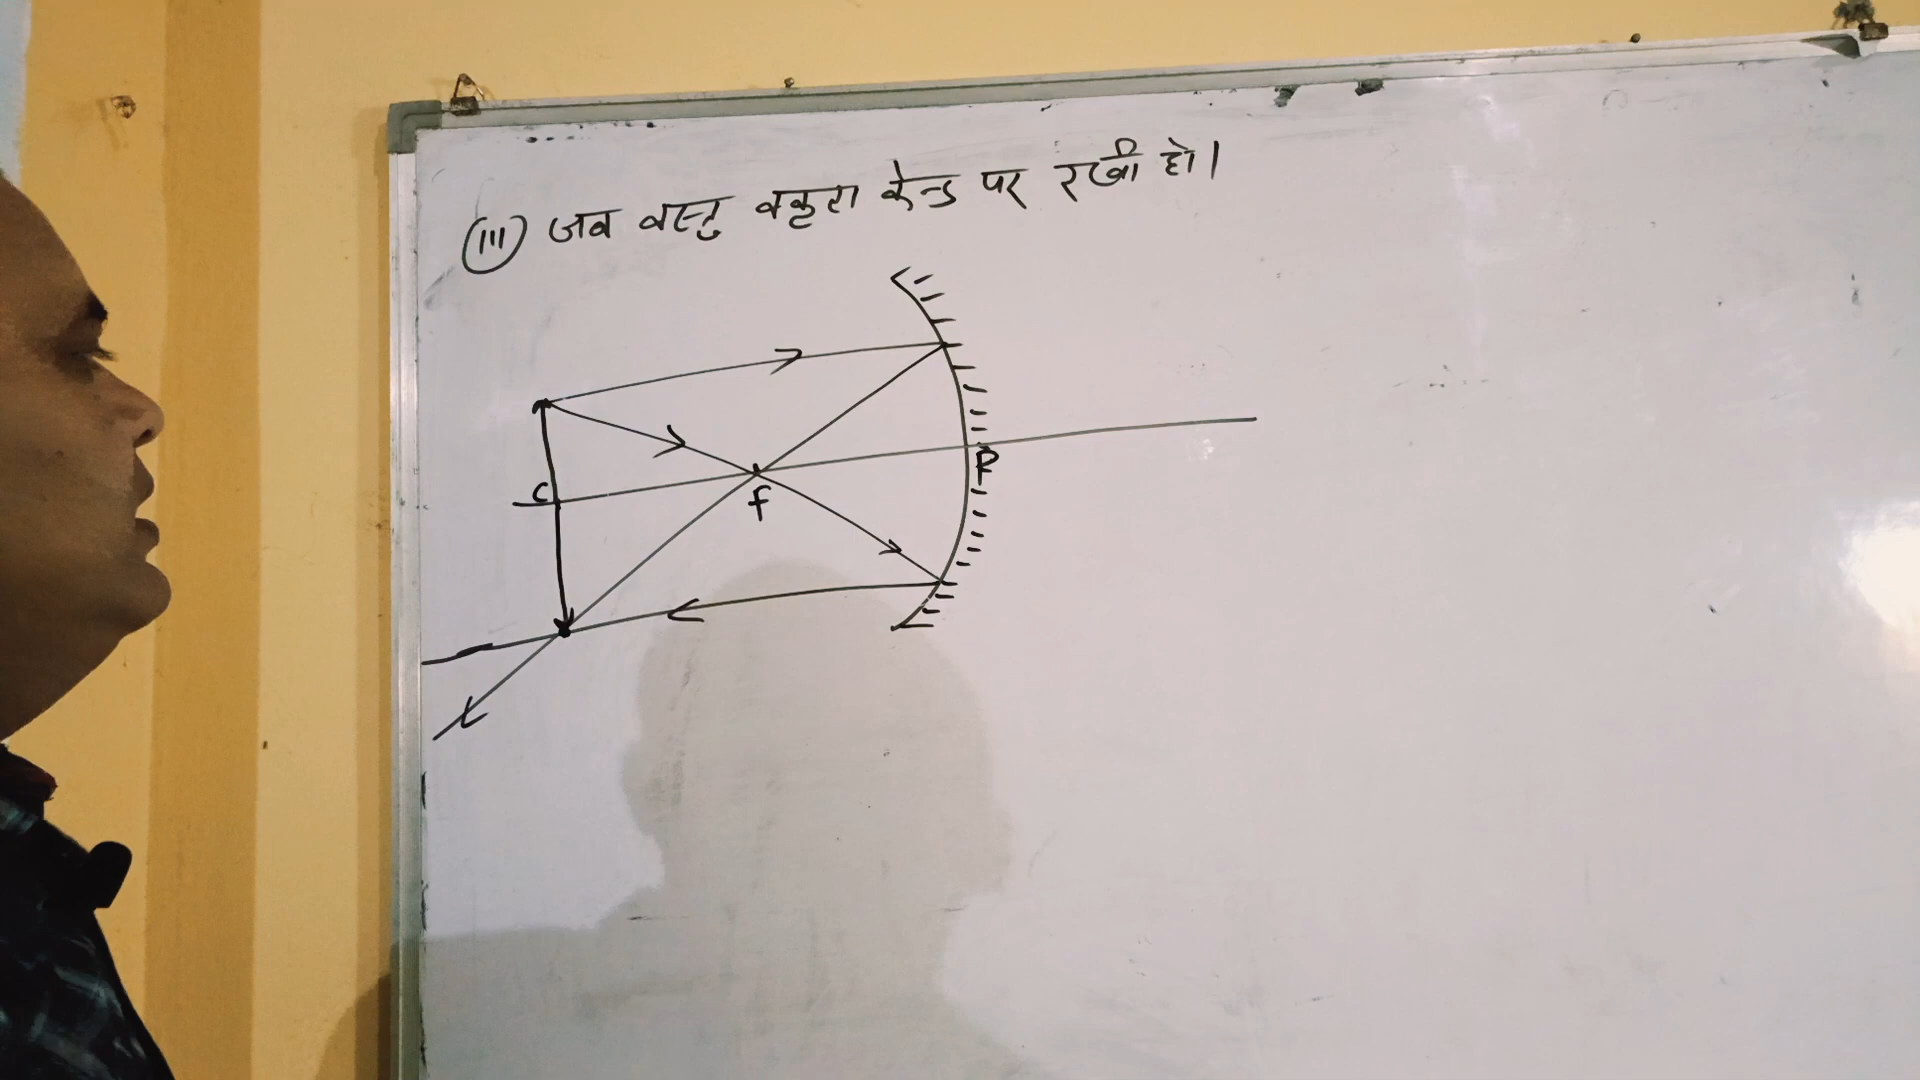 (III) जब वस्तु वक्रता केन्द्र पर रखी हो।
C
f
P